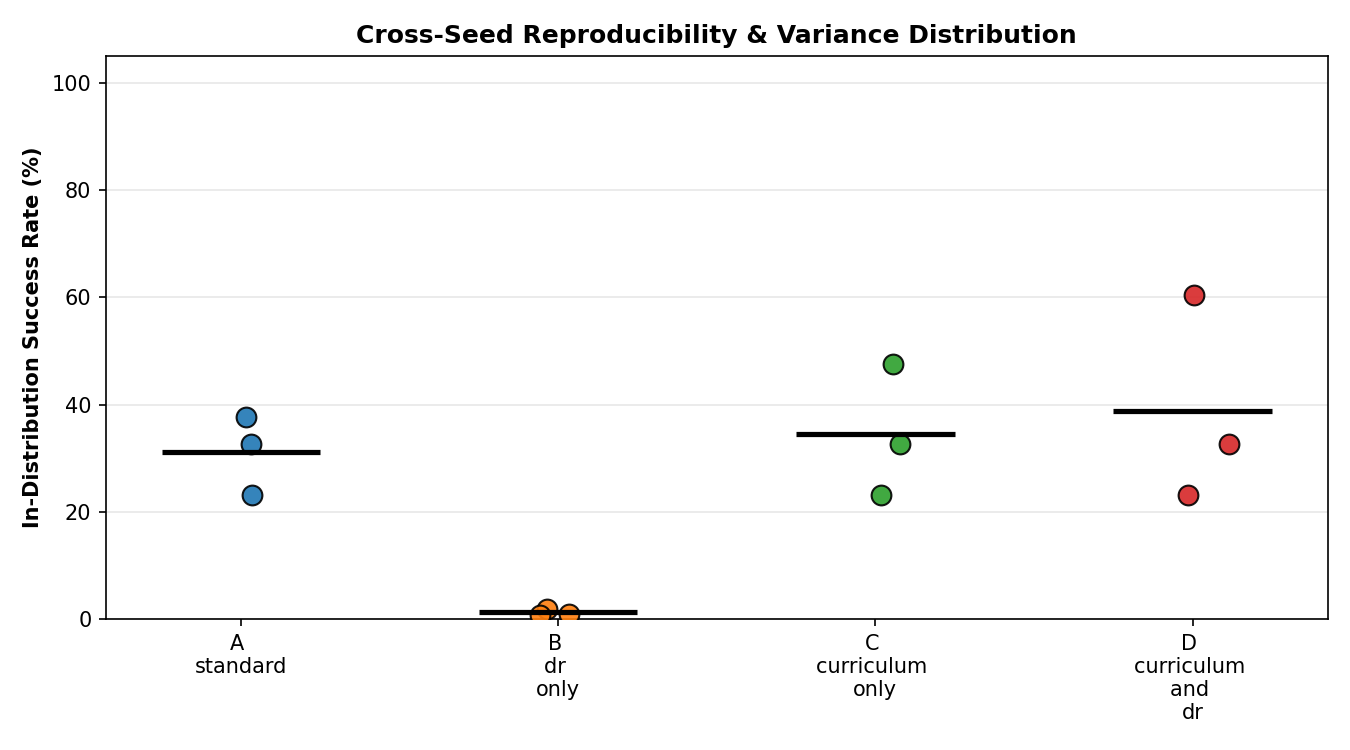 Cross-Seed Reproducibility & Variance Distribution
In-Distribution Success Rate (%)
100
80
60
40
20
0
A
standard
B
dr
only
C
curriculum
only
D
curriculum
and
dr